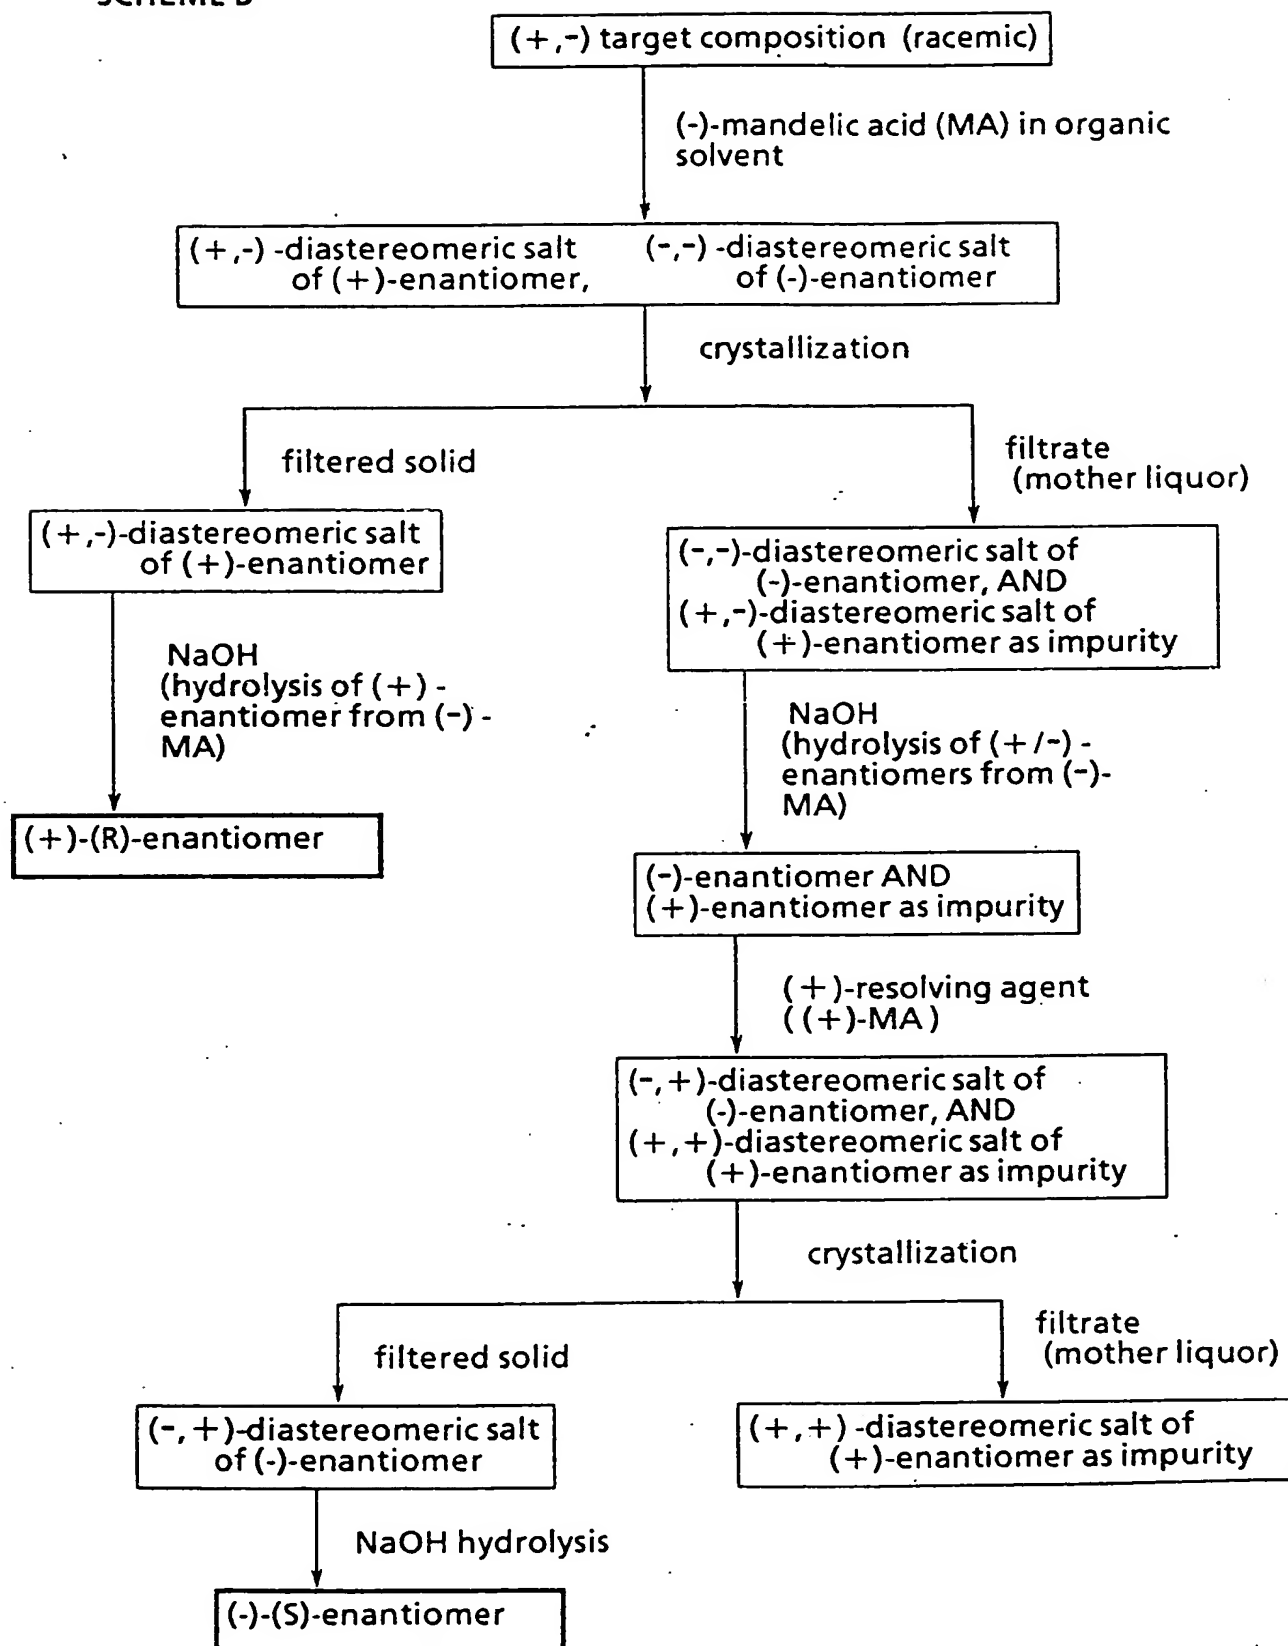 (+,-) target composition (racemic)
(-)-mandelic acid (MA) in organic
solvent
(+,-) -diastereomeric salt
of (+)-enantiomer,
(-,-) -diastereomeric salt
of (-)-enantiomer
crystallization
filtered solid
filtrate
(mother liquor)
(+,-)-diastereomeric salt
of (+)-enantiomer
(-,-)-diastereomeric salt of
(-)-enantiomer, AND
(+,-)-diastereomeric salt of
(+)-enantiomer as impurity
NaOH
(hydrolysis of (+) -
enantiomer from (-) -
MA)
NaOH
(hydrolysis of (+/-) -
enantiomers from (-)-
MA)
(+)-(R)-enantiomer
(-)-enantiomer AND
(+)-enantiomer as impurity
(+)-resolving agent
((+)-MA)
(-,+)-diastereomeric salt of
(-)-enantiomer, AND
(+,+)-diastereomeric salt of
(+)-enantiomer as impurity
crystallization
filtered solid
filtrate
(mother liquor)
(-,+)-diastereomeric salt
of (-)-enantiomer
(+,+) -diastereomeric salt of
(+)-enantiomer as impurity
NaOH hydrolysis
(-)-(S)-enantiomer